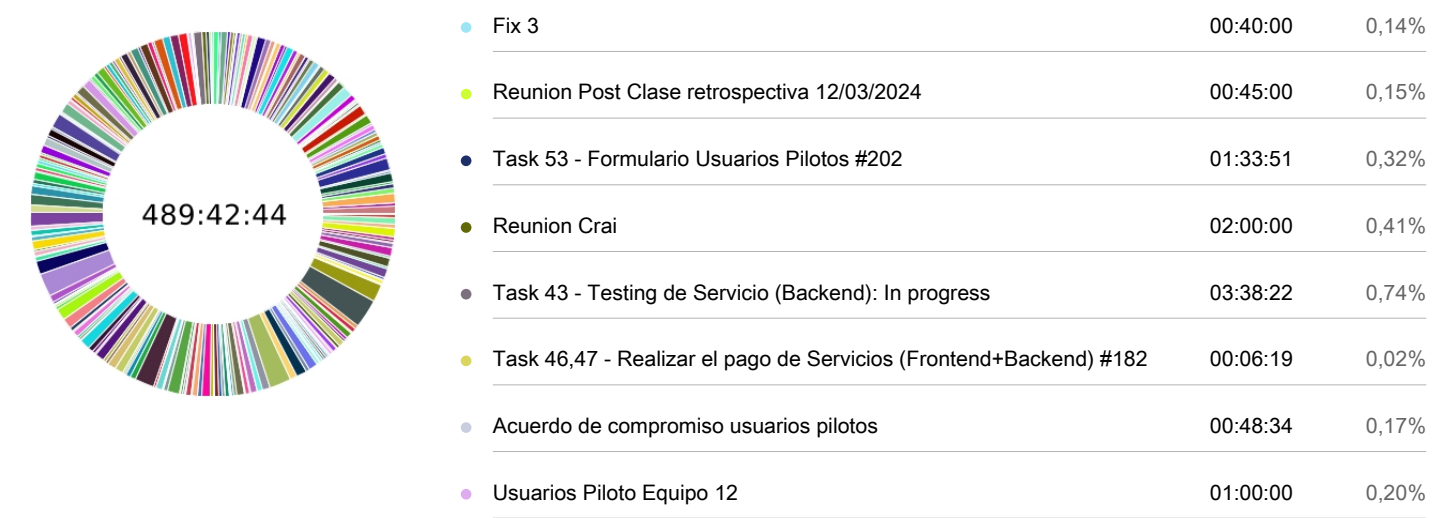 489:42:44
Fix 3 00:40:00 0,14%
Reunion Post Clase retrospectiva 12/03/2024 00:45:00 0,15%
Task 53 - Formulario Usuarios Pilotos #202 01:33:51 0,32%
Reunion Crai 02:00:00 0,41%
Task 43 - Testing de Servicio (Backend): In progress 03:38:22 0,74%
Task 46,47 - Realizar el pago de Servicios (Frontend+Backend) #182 00:06:19 0,02%
Acuerdo de compromiso usuarios pilotos 00:48:34 0,17%
Usuarios Piloto Equipo 12 01:00:00 0,20%